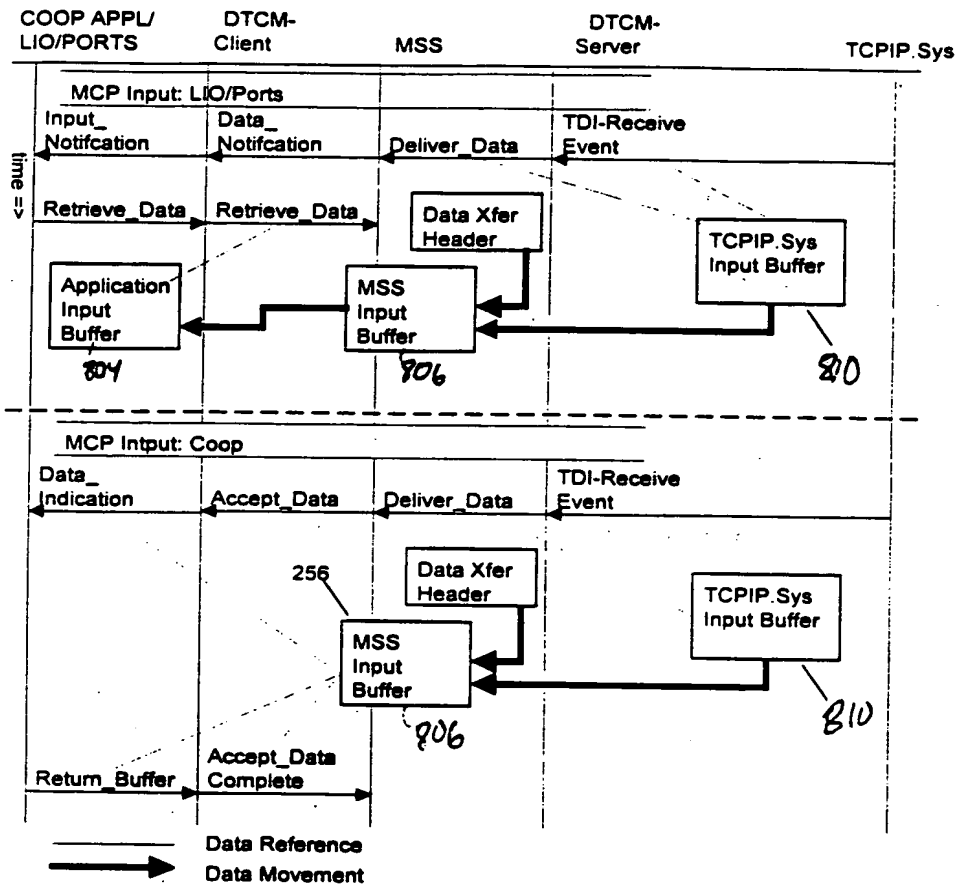 COOP APPL/
LIO/PORTS
DTCM-
Client
MSS
DTCM-
Server
TCPIP.Sys
MCP Input: LIO/Ports
Input_
Notifcation
Data_
Notifcation
Deliver_Data
TDI-Receive
Event
time =>
Retrieve_Data
Retrieve_Data
Data Xfer
Header
TCPIP.Sys
Input Buffer
Application
Input
Buffer
MSS
Input
Buffer
804
806
810
MCP Intput: Coop
Data_
Indication
Accept_Data
Deliver_Data
TDI-Receive
Event
256
Data Xfer
Header
TCPIP.Sys
Input Buffer
MSS
Input
Buffer
806
810
Return_Buffer
Accept_Data
Complete
Data Reference
Data Movement